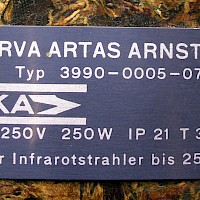 RVA ARTAS ARNST
Typ 3990-0005-07
KA
250V 250W IP 21 T 3
r Infrarotstrahler bis 25